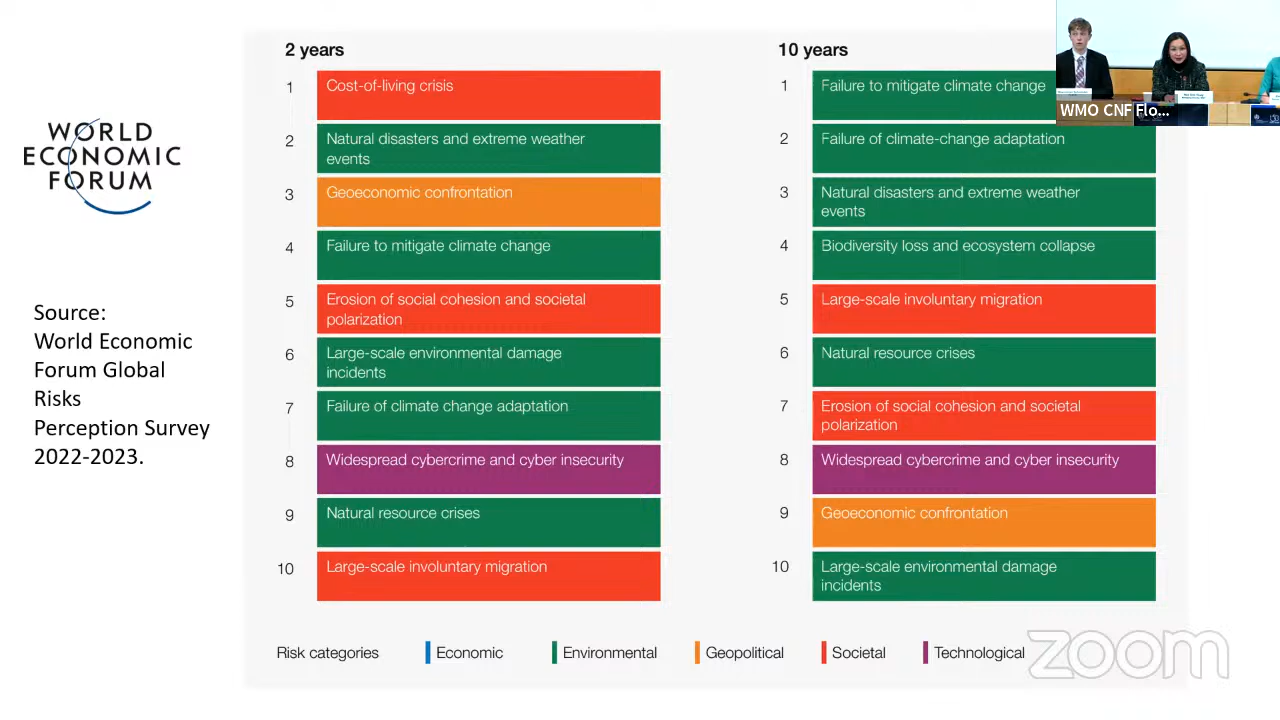 WORLD
ECONOMIC
FORUM
Source:
World Economic
Forum Global
Risks
Perception Survey
2022-2023.
2 years
1
Cost-of-living crisis
2
Natural disasters and extreme weather
events
3
Geoeconomic confrontation
4
Failure to mitigate climate change
5
Erosion of social cohesion and societal
polarization
6
Large-scale environmental damage
incidents
7
Failure of climate change adaptation
8
Widespread cybercrime and cyber insecurity
9
Natural resource crises
10
Large-scale involuntary migration
10 years
1
Failure to mitigate climate change
2
Failure of climate-change adaptation
3
Natural disasters and extreme weather
events
4
Biodiversity loss and ecosystem collapse
5
Large-scale involuntary migration
6
Natural resource crises
7
Erosion of social cohesion and societal
polarization
8
Widespread cybercrime and cyber insecurity
9
Geoeconomic confrontation
10
Large-scale environmental damage
incidents
WMO CNF Flo...
Risk categories Economic Environmental Geopolitical Societal Technological
zoom